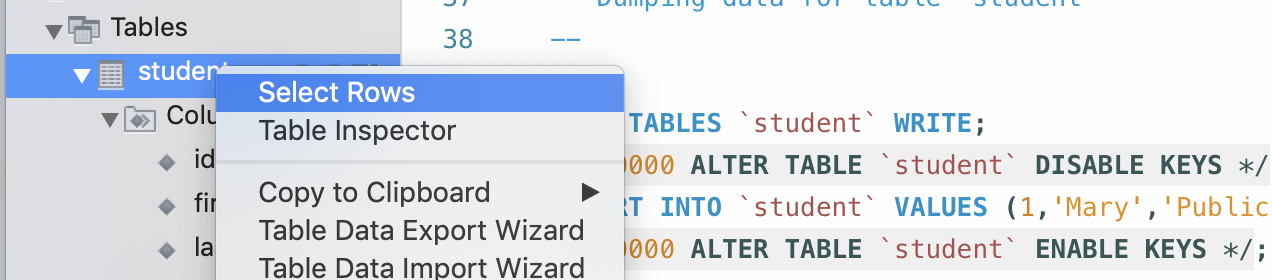 Tables
student
Colu
id
fir
la
Select Rows
Table Inspector
Copy to Clipboard
Table Data Export Wizard
Table Data Import Wizard
37 Dumping data for table student
38 --
TABLES `student` WRITE;
0000 ALTER TABLE `student` DISABLE KEYS */
RT INTO `student` VALUES (1,'Mary','Public
0000 ALTER TABLE `student` ENABLE KEYS */;